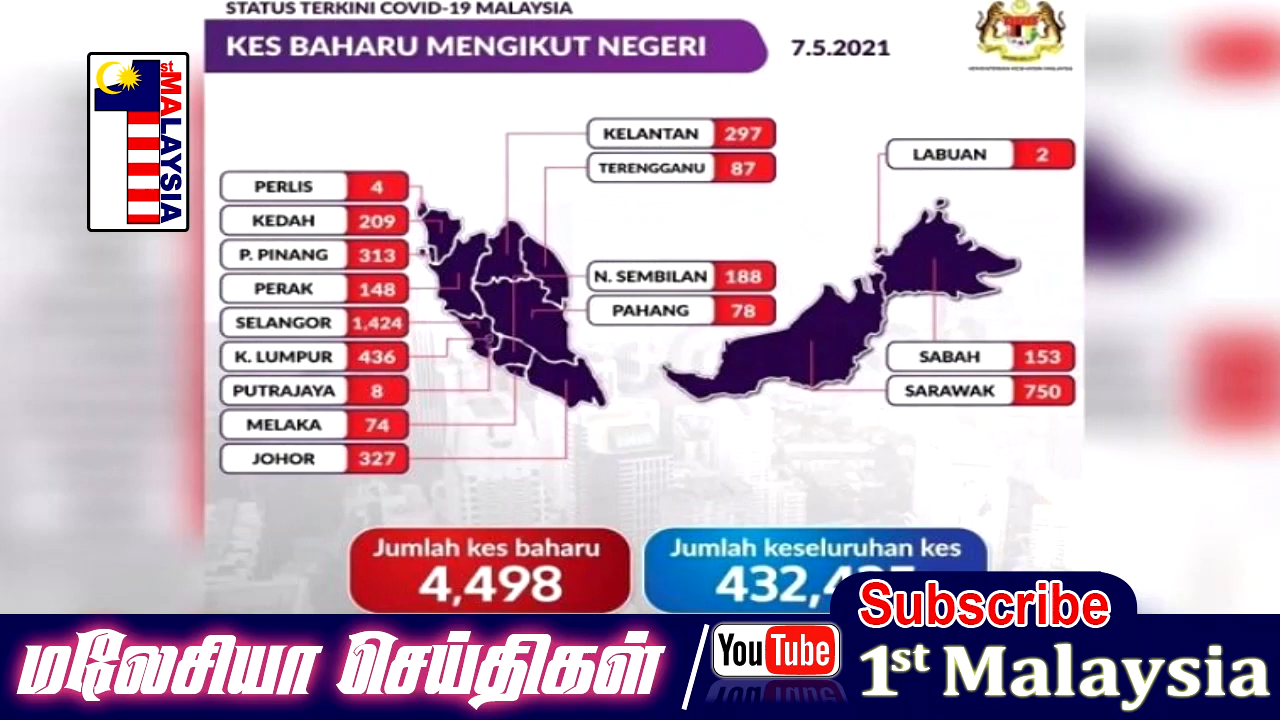 STATUS TERKINI COVID-19 MALAYSIA
KES BAHARU MENGIKUT NEGERI
7.5.2021
1st MALAYSIA
KELANTAN 297
TERENGGANU 87
LABUAN 2
PERLIS 4
KEDAH 209
P. PINANG 313
PERAK 148
SELANGOR 1,424
K. LUMPUR 436
PUTRAJAYA 8
MELAKA 74
JOHOR 327
N. SEMBILAN 188
PAHANG 78
SABAH 153
SARAWAK 750
Jumlah kes baharu
4,498
Jumlah keseluruhan kes
Subscribe
மலேசியா செய்திகள்
YouTube
1st Malaysia